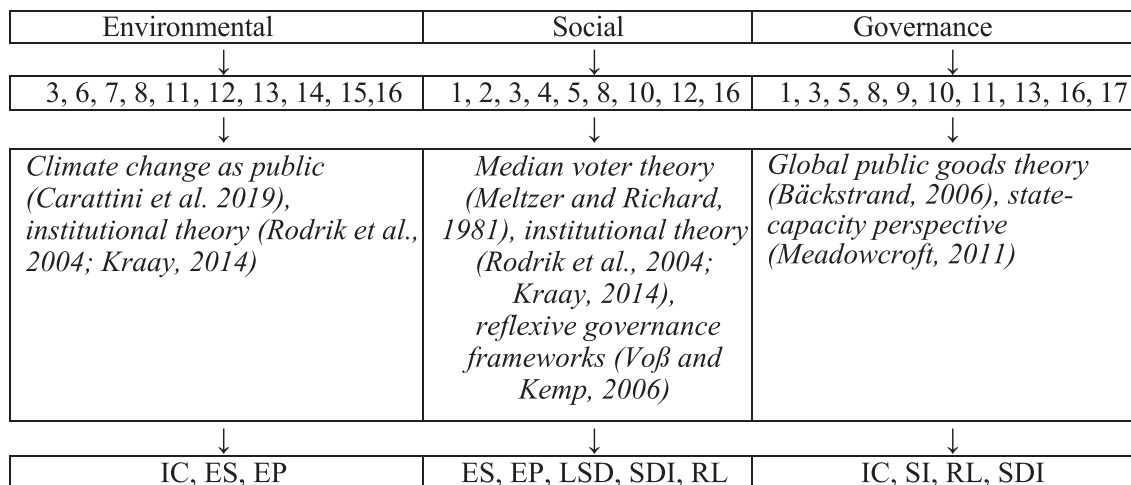 Environmental Social Governance
↓ ↓ ↓
3, 6, 7, 8, 11, 12, 13, 14, 15,16 1, 2, 3, 4, 5, 8, 10, 12, 16 1, 3, 5, 8, 9, 10, 11, 13, 16, 17
↓ ↓ ↓
Climate change as public
(Carattini et al. 2019),
institutional theory (Rodrik et al.,
2004; Kraay, 2014)
Median voter theory
(Meltzer and Richard,
1981), institutional theory
(Rodrik et al., 2004;
Kraay, 2014),
reflexive governance
frameworks (Voß and
Kemp, 2006)
Global public goods theory
(Bäckstrand, 2006), state-
capacity perspective
(Meadowcroft, 2011)
↓ ↓ ↓
IC, ES, EP ES, EP, LSD, SDI, RL IC, SI, RL, SDI